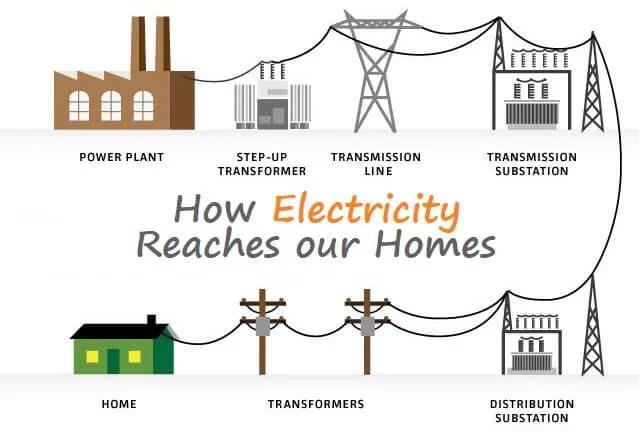 POWER PLANT
STEP-UP
TRANSFORMER
TRANSMISSION
LINE
TRANSMISSION
SUBSTATION
How Electricity
Reaches our Homes
HOME
TRANSFORMERS
DISTRIBUTION
SUBSTATION